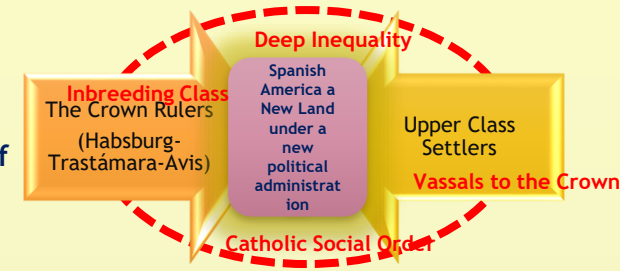 Deep Inequality
Inbreeding Class
The Crown Rulers
(Habsburg-
Trastámara-Avis)
f
Spanish
America a
New Land
under a
new
political
administrat
ion
Upper Class
Settlers
Vassals to the Crown
Catholic Social Order